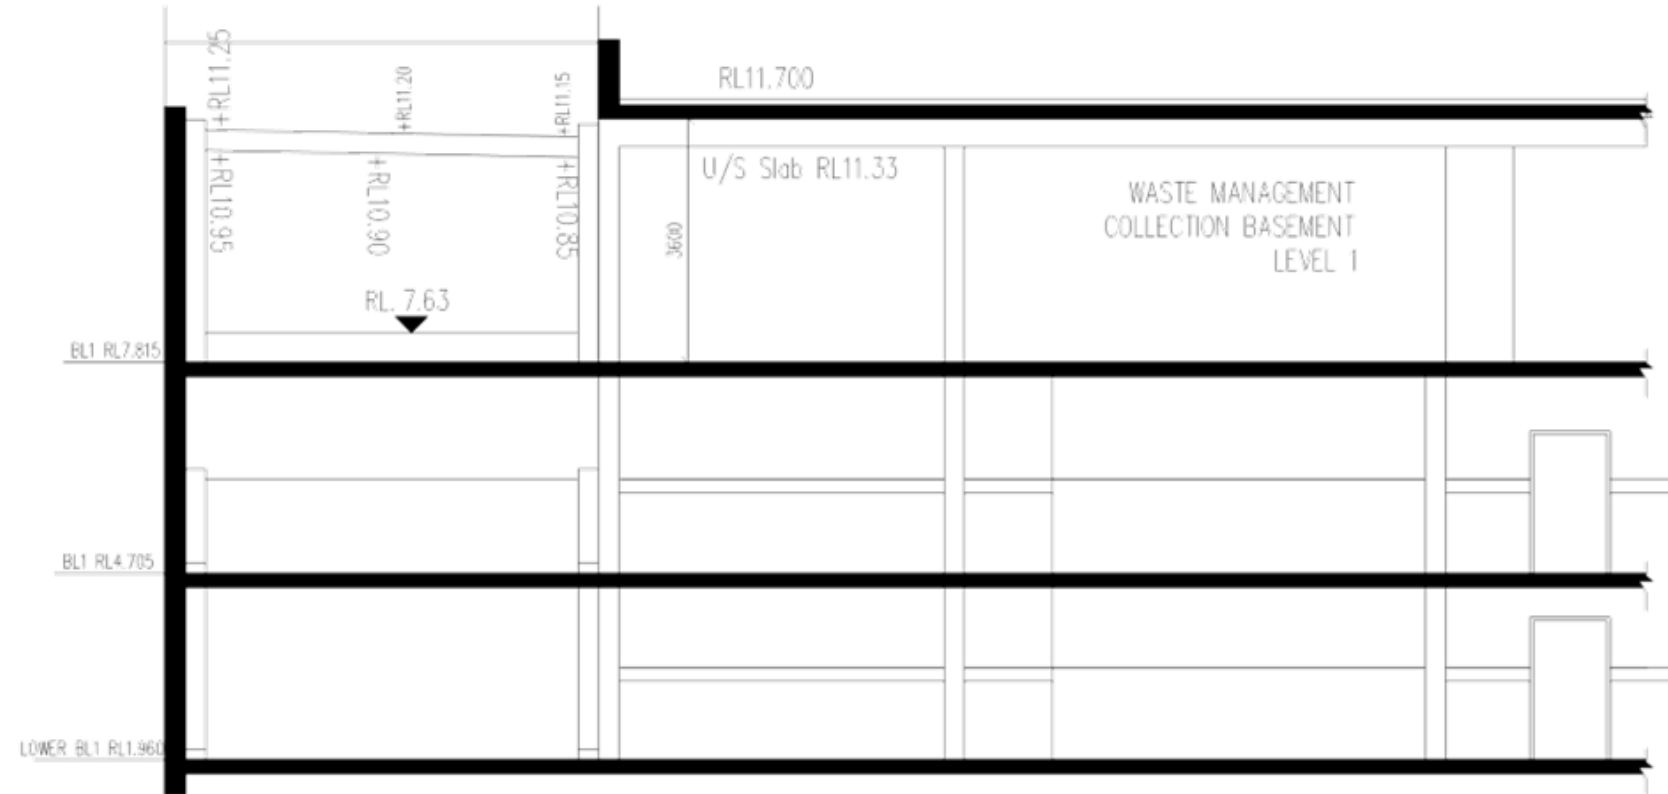 +RL11.25
+RL11.20
+RL11.15
RL11.700
+RL10.95
+RL10.90
+RL10.85
U/S Slab RL11.33
WASTE MANAGEMENT
COLLECTION BASEMENT
LEVEL 1
3600
RL. 7.63
BL1 RL7.815
BL1 RL4.705
LOWER BL1 RL1.960